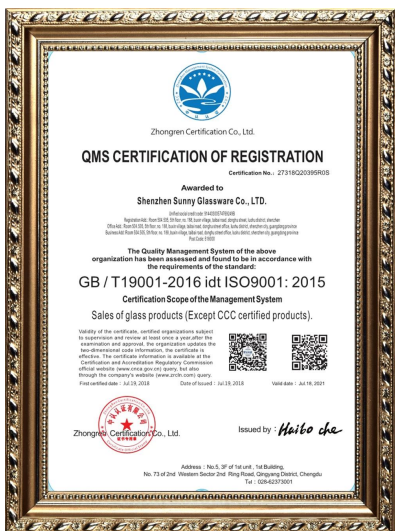 Zhongren Certification Co., Ltd.
QMS CERTIFICATION OF REGISTRATION
Certification No.: 27318Q20395R0S
Awarded to
Shenzhen Sunny Glassware Co., LTD.
The Quality Management System of the above
organization has been assessed and found to be in accordance with
the requirements of the standard:
GB / T19001-2016 idt ISO9001: 2015
Certification Scope of the Management System
Sales of glass products (Except CCC certified products).
Validity of the certificate, certified organizations subject
to supervision and review at least once a year.after the
examination and approval, the organization updates the
two-dimensional code information, the certificate is
effective. The certificate information is available at the
Certification and Accreditation Regulatory Commission
official website (www.cnca.gov.cn) query, but also
through the company's website (www.zrcln.com) query.
First certified date : Jul.19, 2018 Date of Issued : Jul.19, 2018 Valid date : Jul 18, 2021
Zhongren Certification Co., Ltd.
Issued by : Haibo che
Address : No.5, 3F of 1st unit , 1st Building,
No. 73 of 2nd Western Sector 2nd Ring Road, Qingyang District, Chengdu
Tel : 028-62373001